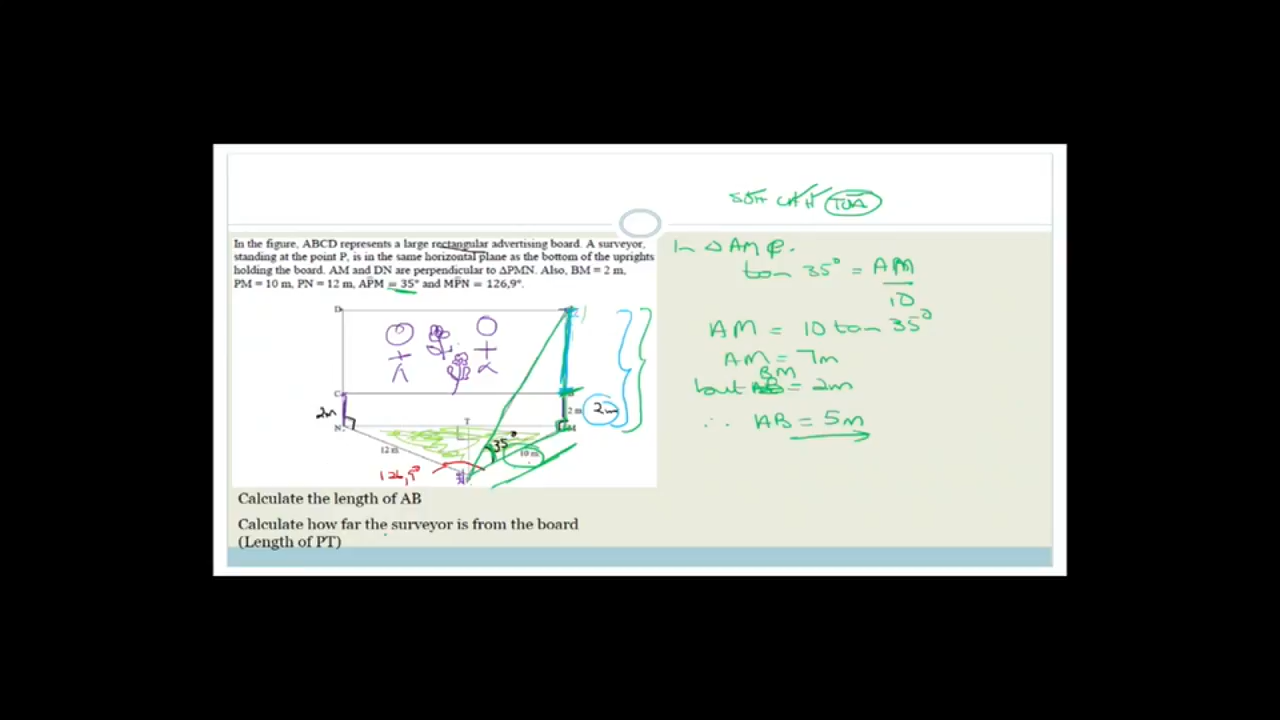 SOH CAH TOA
In the figure, ABCD represents a large rectangular advertising board. A surveyor,
standing at the point P, is in the same horizontal plane as the bottom of the uprights
holding the board. AM and DN are perpendicular to ΔPMN. Also, BM = 2 m,
PM = 10 m, PN = 12 m, AP̂M = 35° and MP̂N = 126,9°.
In △ AMP.
tan 35° = AM
10
AM = 10 tan 35°
AM = 7m
BM
but = 2m
∴ AB = 5m
D
C
2m
2 m
2m
N
T
M
35°
12 m
10 m
126,9°
Calculate the length of AB
Calculate how far the surveyor is from the board
(Length of PT)